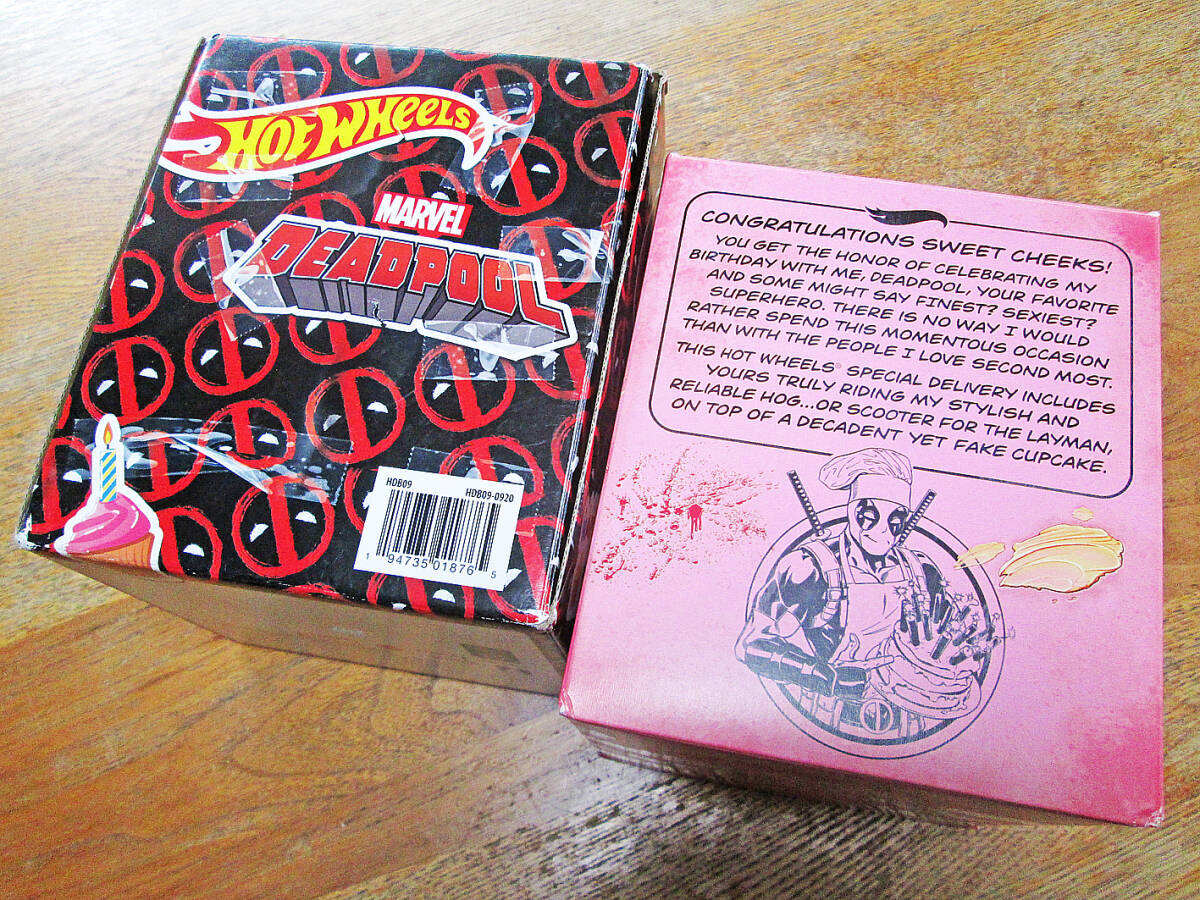 HOT WHEELS
MARVEL
DEADPOOL
HDB09 HDB09-0920
1 94735 01876 5
CONGRATULATIONS SWEET CHEEKS!
YOU GET THE HONOR OF CELEBRATING MY
BIRTHDAY WITH ME, DEADPOOL, YOUR FAVORITE
AND SOME MIGHT SAY FINEST? SEXIEST?
SUPERHERO. THERE IS NO WAY I WOULD
RATHER SPEND THIS MOMENTOUS OCCASION
THAN WITH THE PEOPLE I LOVE SECOND MOST.
THIS HOT WHEELS® SPECIAL DELIVERY INCLUDES
YOURS TRULY RIDING MY STYLISH AND
RELIABLE HOG...OR SCOOTER FOR THE LAYMAN,
ON TOP OF A DECADENT YET FAKE CUPCAKE.